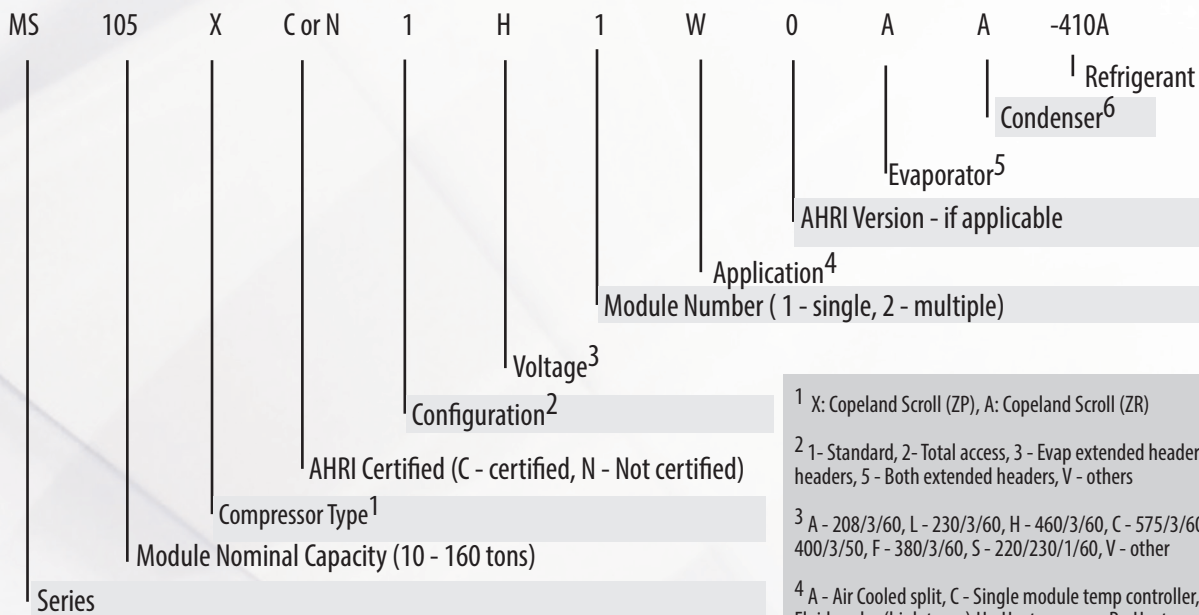 MS 105 X C or N 1 H 1 W 0 A A -410A
Refrigerant
Condenser6
Evaporator5
AHRI Version - if applicable
Application4
Module Number ( 1 - single, 2 - multiple)
Voltage3
Configuration2
AHRI Certified (C - certified, N - Not certified)
Compressor Type1
Module Nominal Capacity (10 - 160 tons)
Series
1 X: Copeland Scroll (ZP), A: Copeland Scroll (ZR)
2 1- Standard, 2- Total access, 3 - Evap extended header
headers, 5 - Both extended headers, V - others
3 A - 208/3/60, L - 230/3/60, H - 460/3/60, C - 575/3/60
400/3/50, F - 380/3/60, S - 220/230/1/60, V - other
4 A - Air Cooled split, C - Single module temp controller,